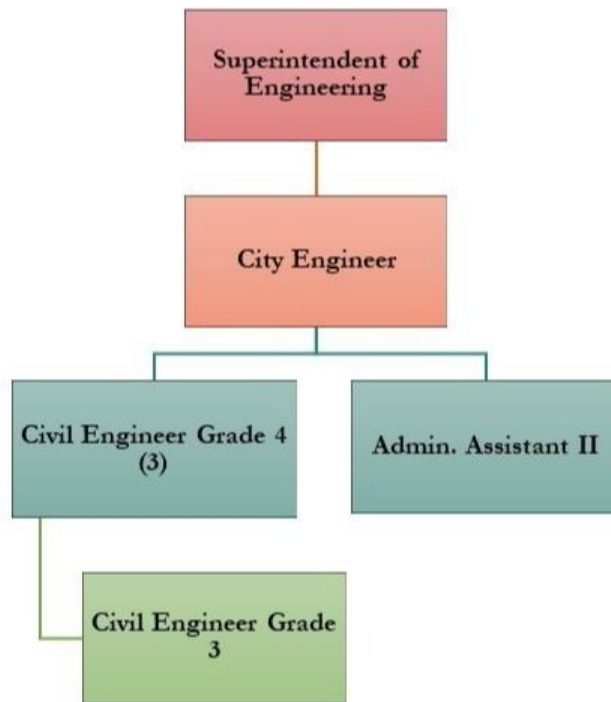 Superintendent of
Engineering
City Engineer
Civil Engineer Grade 4
(3)
Admin. Assistant II
Civil Engineer Grade
3